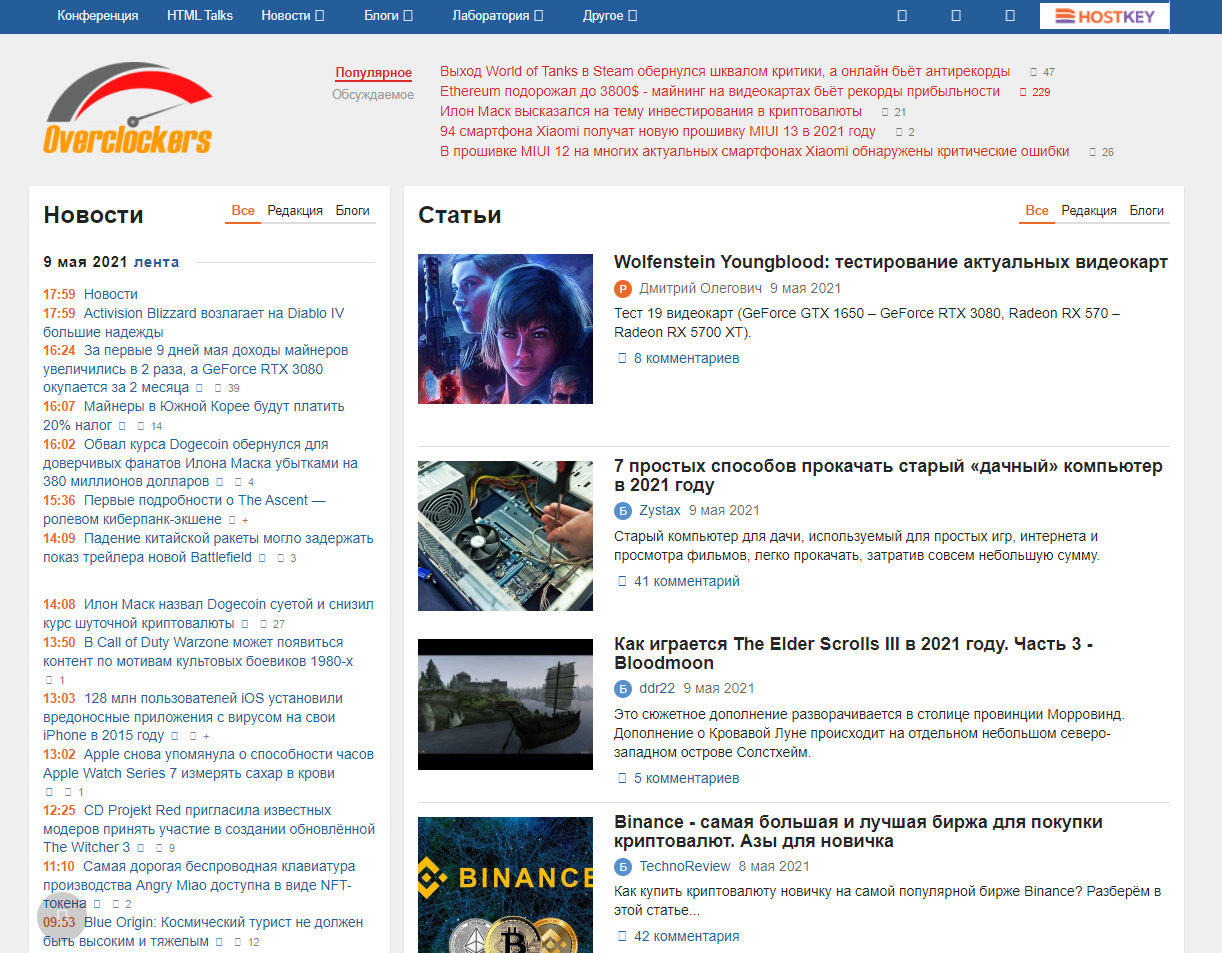 Конференция HTML Talks Новости Блоги Лаборатория Другое HOSTKEY
Overclockers
Популярное
Обсуждаемое
Выход World of Tanks в Steam обернулся шквалом критики, а онлайн бьёт антирекорды 47
Ethereum подорожал до 3800$ - майнинг на видеокартах бьёт рекорды прибыльности 229
Илон Маск высказался на тему инвестирования в криптовалюты 21
94 смартфона Xiaomi получат новую прошивку MIUI 13 в 2021 году 2
В прошивке MIUI 12 на многих актуальных смартфонах Xiaomi обнаружены критические ошибки 26
Новости Все Редакция Блоги
9 мая 2021 лента
17:59 Новости
17:59 Activision Blizzard возлагает на Diablo IV
большие надежды
16:24 За первые 9 дней мая доходы майнеров
увеличились в 2 раза, а GeForce RTX 3080
окупается за 2 месяца 39
16:07 Майнеры в Южной Корее будут платить
20% налог 14
16:02 Обвал курса Dogecoin обернулся для
доверчивых фанатов Илона Маска убытками на
380 миллионов долларов 4
15:36 Первые подробности о The Ascent —
ролевом киберпанк-экшене +
14:09 Падение китайской ракеты могло задержать
показ трейлера новой Battlefield 3
14:08 Илон Маск назвал Dogecoin суетой и снизил
курс шуточной криптовалюты 27
13:50 В Call of Duty Warzone может появиться
контент по мотивам культовых боевиков 1980-х
1
13:03 128 млн пользователей iOS установили
вредоносные приложения с вирусом на свои
iPhone в 2015 году +
13:02 Apple снова упомянула о способности часов
Apple Watch Series 7 измерять сахар в крови
1
12:25 CD Projekt Red пригласила известных
модеров принять участие в создании обновлённой
The Witcher 3 9
11:10 Самая дорогая беспроводная клавиатура
производства Angry Miao доступна в виде NFT-
токена 2
09:53 Blue Origin: Космический турист не должен
быть высоким и тяжелым 12
Статьи Все Редакция Блоги
Wolfenstein Youngblood: тестирование актуальных видеокарт
Р Дмитрий Олегович 9 мая 2021
Тест 19 видеокарт (GeForce GTX 1650 – GeForce RTX 3080, Radeon RX 570 –
Radeon RX 5700 XT).
8 комментариев
7 простых способов прокачать старый «дачный» компьютер
в 2021 году
Б Zystax 9 мая 2021
Старый компьютер для дачи, используемый для простых игр, интернета и
просмотра фильмов, легко прокачать, затратив совсем небольшую сумму.
41 комментарий
Как играется The Elder Scrolls III в 2021 году. Часть 3 -
Bloodmoon
Б ddr22 9 мая 2021
Это сюжетное дополнение разворачивается в столице провинции Морровинд.
Дополнение о Кровавой Луне происходит на отдельном небольшом северо-
западном острове Солстхейм.
5 комментариев
BINANCE
Binance - самая большая и лучшая биржа для покупки
криптовалют. Азы для новичка
Б TechnoReview 8 мая 2021
Как купить криптовалюту новичку на самой популярной бирже Binance? Разберём в
этой статье...
42 комментария